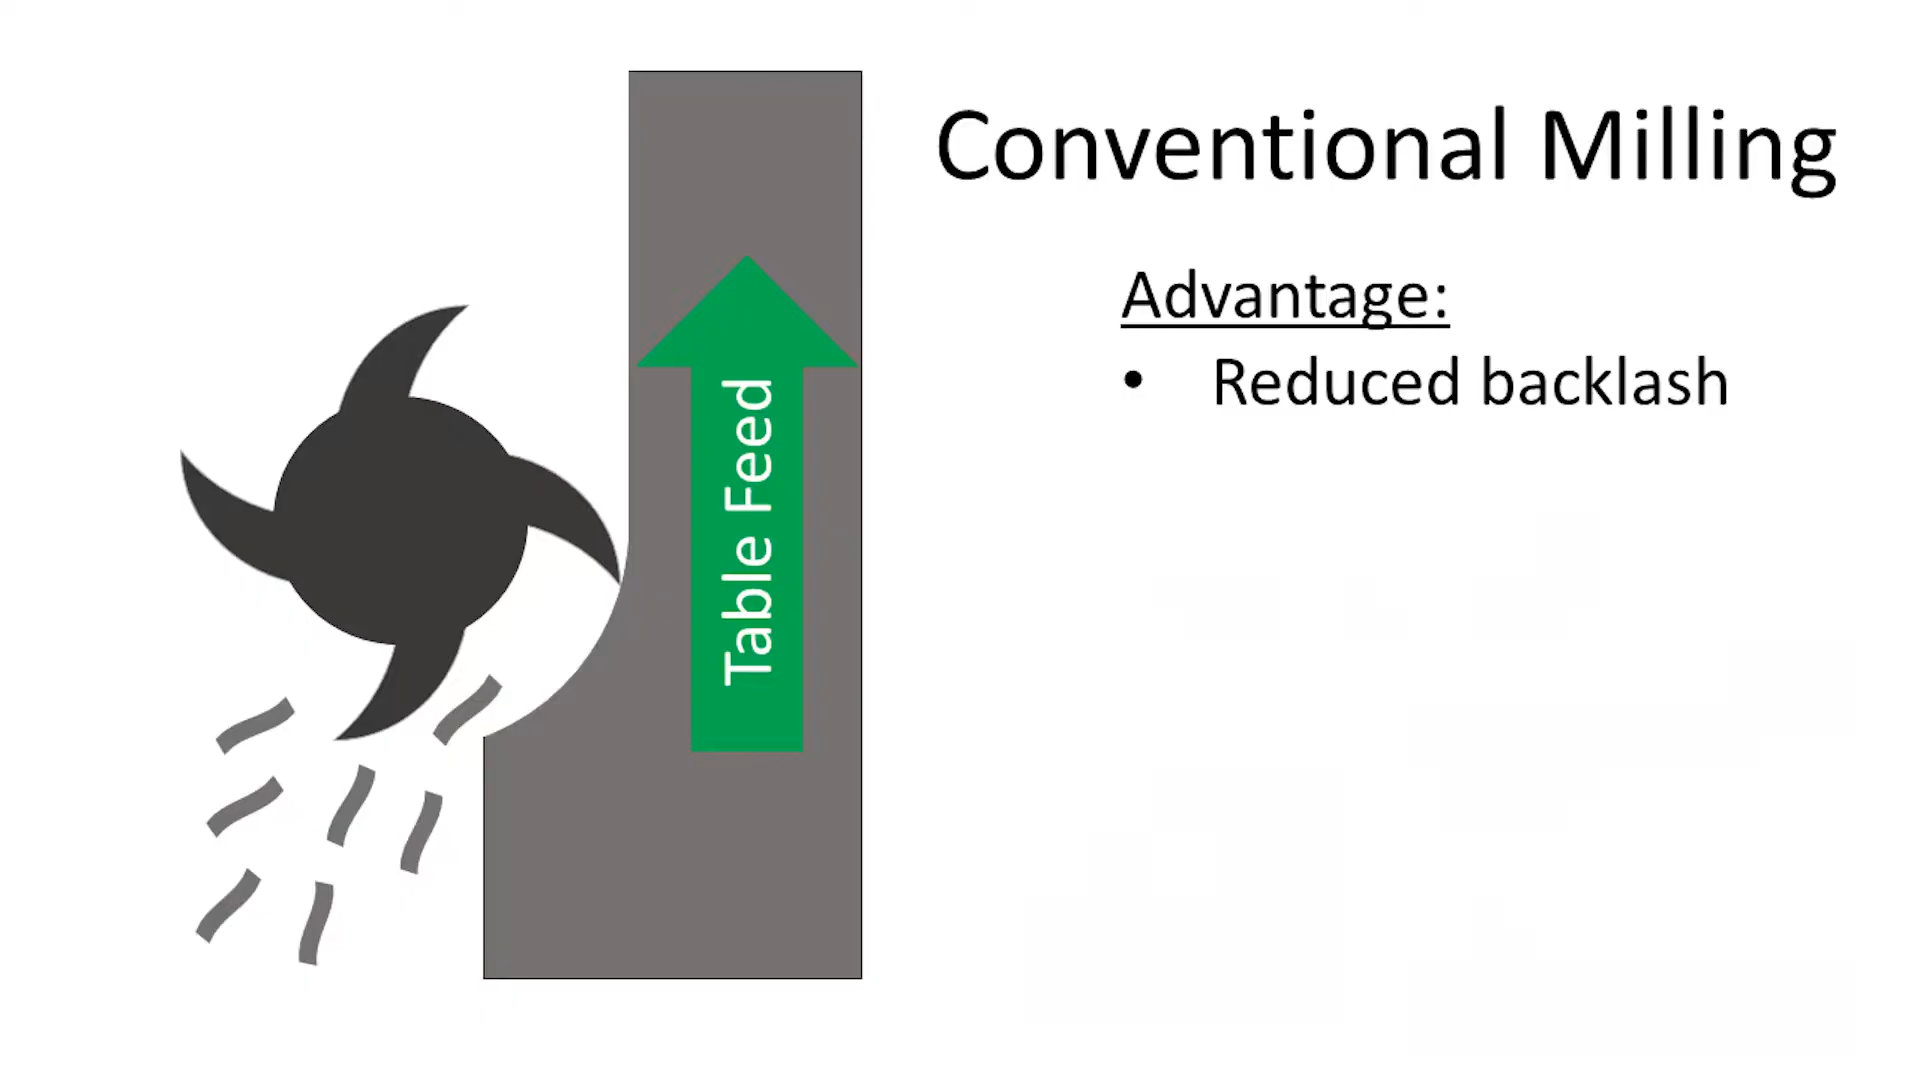 Conventional Milling
Advantage:
• Reduced backlash
Table Feed